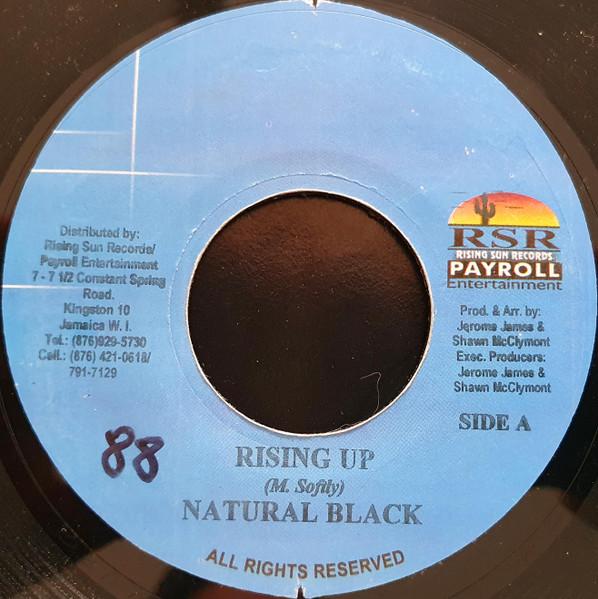 Distributed by:
Rising Sun Records/
Payroll Entertainment
7 - 7 1/2 Constant Spring
Road.
Kingston 10
Jamaica W. I.
Tel.: (876)929-5730
Cell.: (876) 421-0618/
791-7129
RSR
RISING SUN RECORDS
PAYROLL
Entertainment
Prod. & Arr. by:
Jerome James &
Shawn McClymont
Exec. Producers:
Jerome James &
Shawn McClymont
SIDE A
88
RISING UP
(M. Softly)
NATURAL BLACK
ALL RIGHTS RESERVED